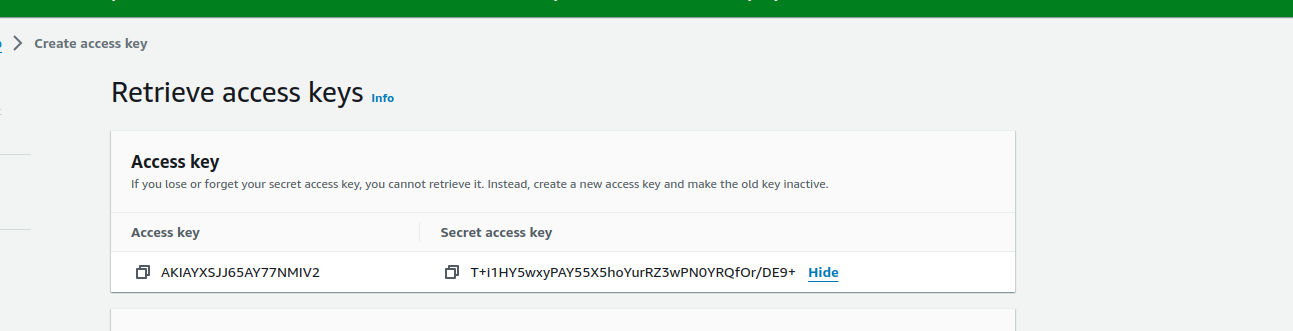 Create access key
Retrieve access keys Info
Access key
If you lose or forget your secret access key, you cannot retrieve it. Instead, create a new access key and make the old key inactive.
Access key Secret access key
AKIAYXSJJ65AY77NMIV2 T+i1HY5wxyPAY55X5hoYurRZ3wPN0YRQfOr/DE9+ Hide